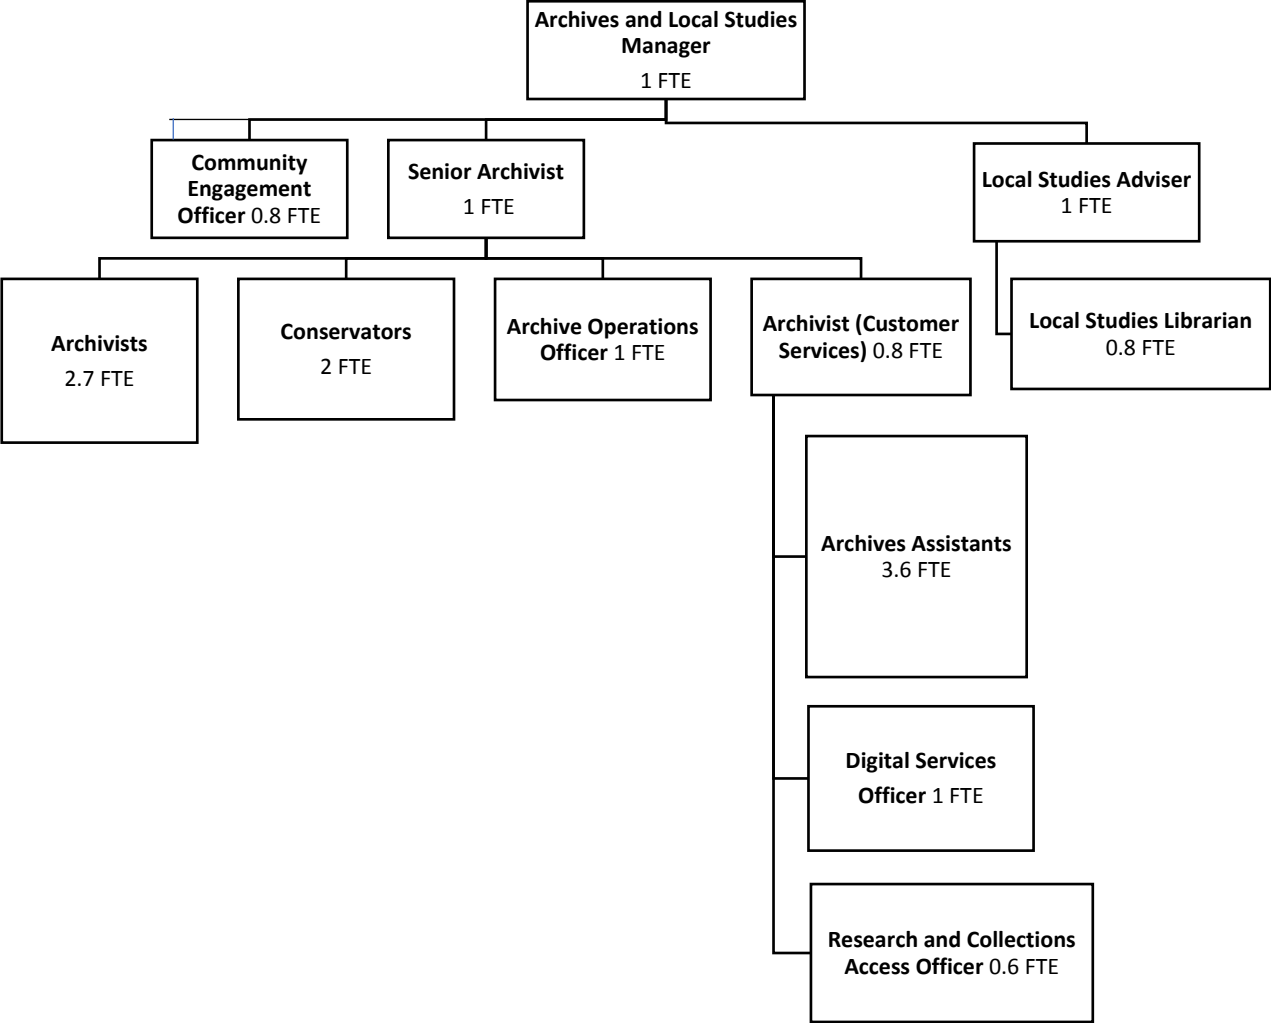 Archives and Local Studies
Manager
1 FTE
Community
Engagement
Officer 0.8 FTE
Senior Archivist
1 FTE
Local Studies Adviser
1 FTE
Archivists
2.7 FTE
Conservators
2 FTE
Archive Operations
Officer 1 FTE
Archivist (Customer
Services) 0.8 FTE
Local Studies Librarian
0.8 FTE
Archives Assistants
3.6 FTE
Digital Services
Officer 1 FTE
Research and Collections
Access Officer 0.6 FTE